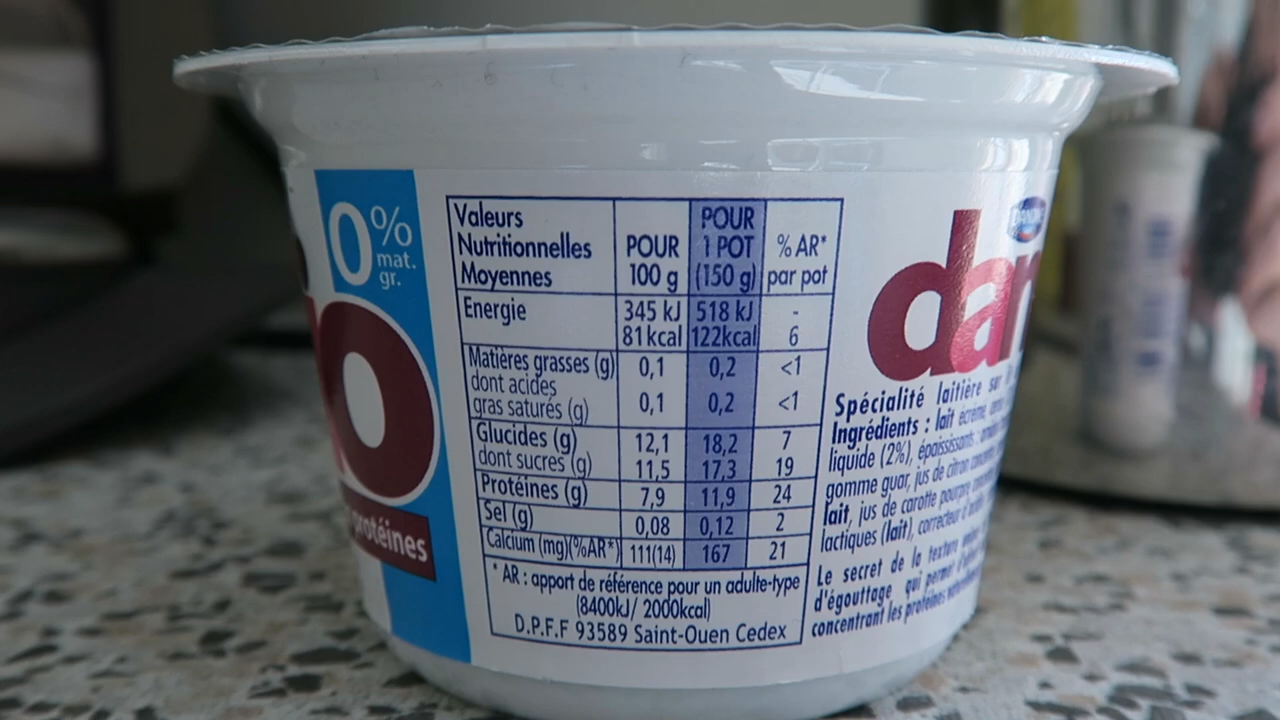 0%
mat.
gr.
protéines
Valeurs Nutritionnelles Moyennes POUR 100 g POUR 1 POT (150 g) % AR* par pot
Energie 345 kJ 518 kJ -
81 kcal 122kcal 6
Matières grasses (g) 0,1 0,2 <1
dont acides
gras saturés (g) 0,1 0,2 <1
Glucides (g) 12,1 18,2 7
dont sucres (g) 11,5 17,3 19
Protéines (g) 7,9 11,9 24
Sel (g) 0,08 0,12 2
Calcium (mg)(%AR*) 111(14) 167 21
* AR : apport de référence pour un adulte-type
(8400kJ/ 2000kcal)
D.P.F.F 93589 Saint-Ouen Cedex
DANONE
dan
Spécialité laitière sur
Ingrédients : lait écrémé,
liquide (2%), épaississants :
gomme guar, jus de citron
lait, jus de carotte pourpre
lactiques (lait), correcteur d'
Le secret de la texture
d'égouttage qui permet
concentrant les protéines